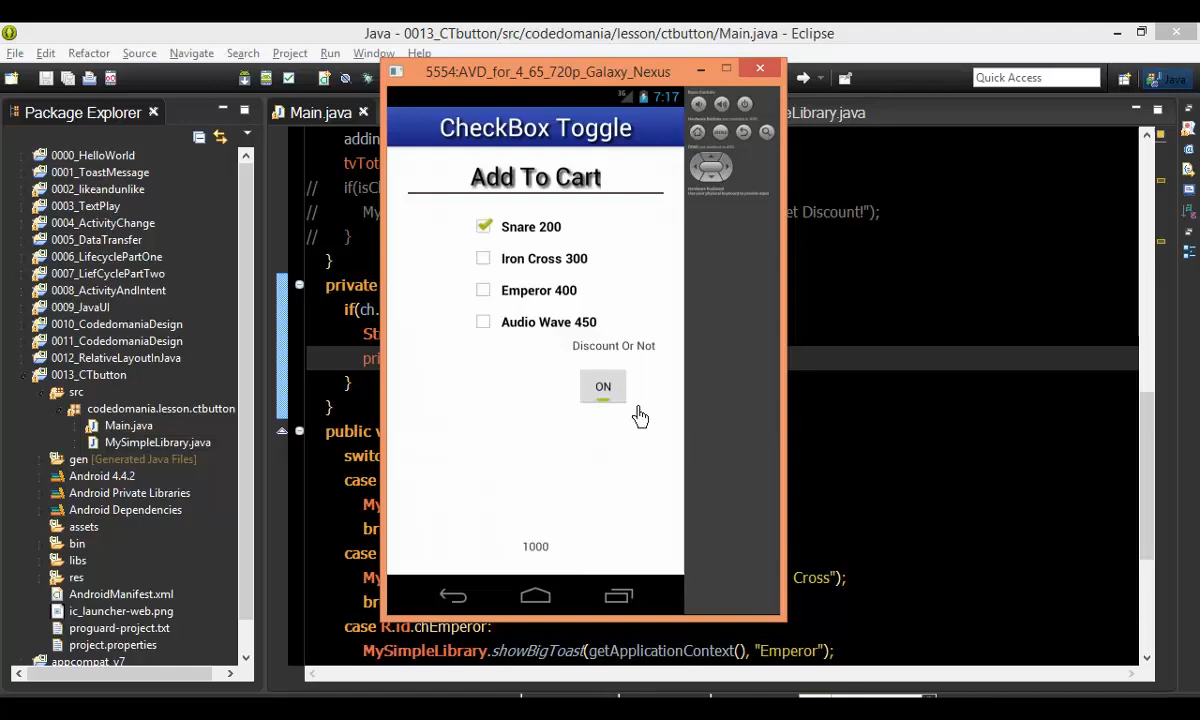 Java - 0013_CTbutton/src/codedomania/lesson/ctbutton/Main.java - Eclipse
File Edit Refactor Source Navigate Search Project Run Window Help
5554:AVD_for_4_65_720p_Galaxy_Nexus
Quick Access
Java
Package Explorer
Main.java
eLibrary.java
3G 7:17
CheckBox Toggle
Add To Cart
Snare 200
Iron Cross 300
Emperor 400
Audio Wave 450
Discount Or Not
ON
1000
0000_HelloWorld
0001_ToastMessage
0002_likeandunlike
0003_TextPlay
0004_ActivityChange
0005_DataTransfer
0006_LifecyclePartOne
0007_LiefCyclePartTwo
0008_ActivityAndIntent
0009_JavaUI
0010_CodedomaniaDesign
0011_CodedomaniaDesign
0012_RelativeLayoutInJava
0013_CTbutton
src
codedomania.lesson.ctbutton
Main.java
MySimpleLibrary.java
gen [Generated Java Files]
Android 4.4.2
Android Private Libraries
Android Dependencies
assets
bin
libs
res
AndroidManifest.xml
ic_launcher-web.png
proguard-project.txt
project.properties
appcompat_v7
addin
tvTot
// if(isCh
// My et Discount!");
// }
}
private
if(ch.
St
pri
}
}
public v
switc
case
My
br
case
My Cross");
br
case R.id.chEmperor:
MySimpleLibrary.showBigToast(getApplicationContext(), "Emperor");